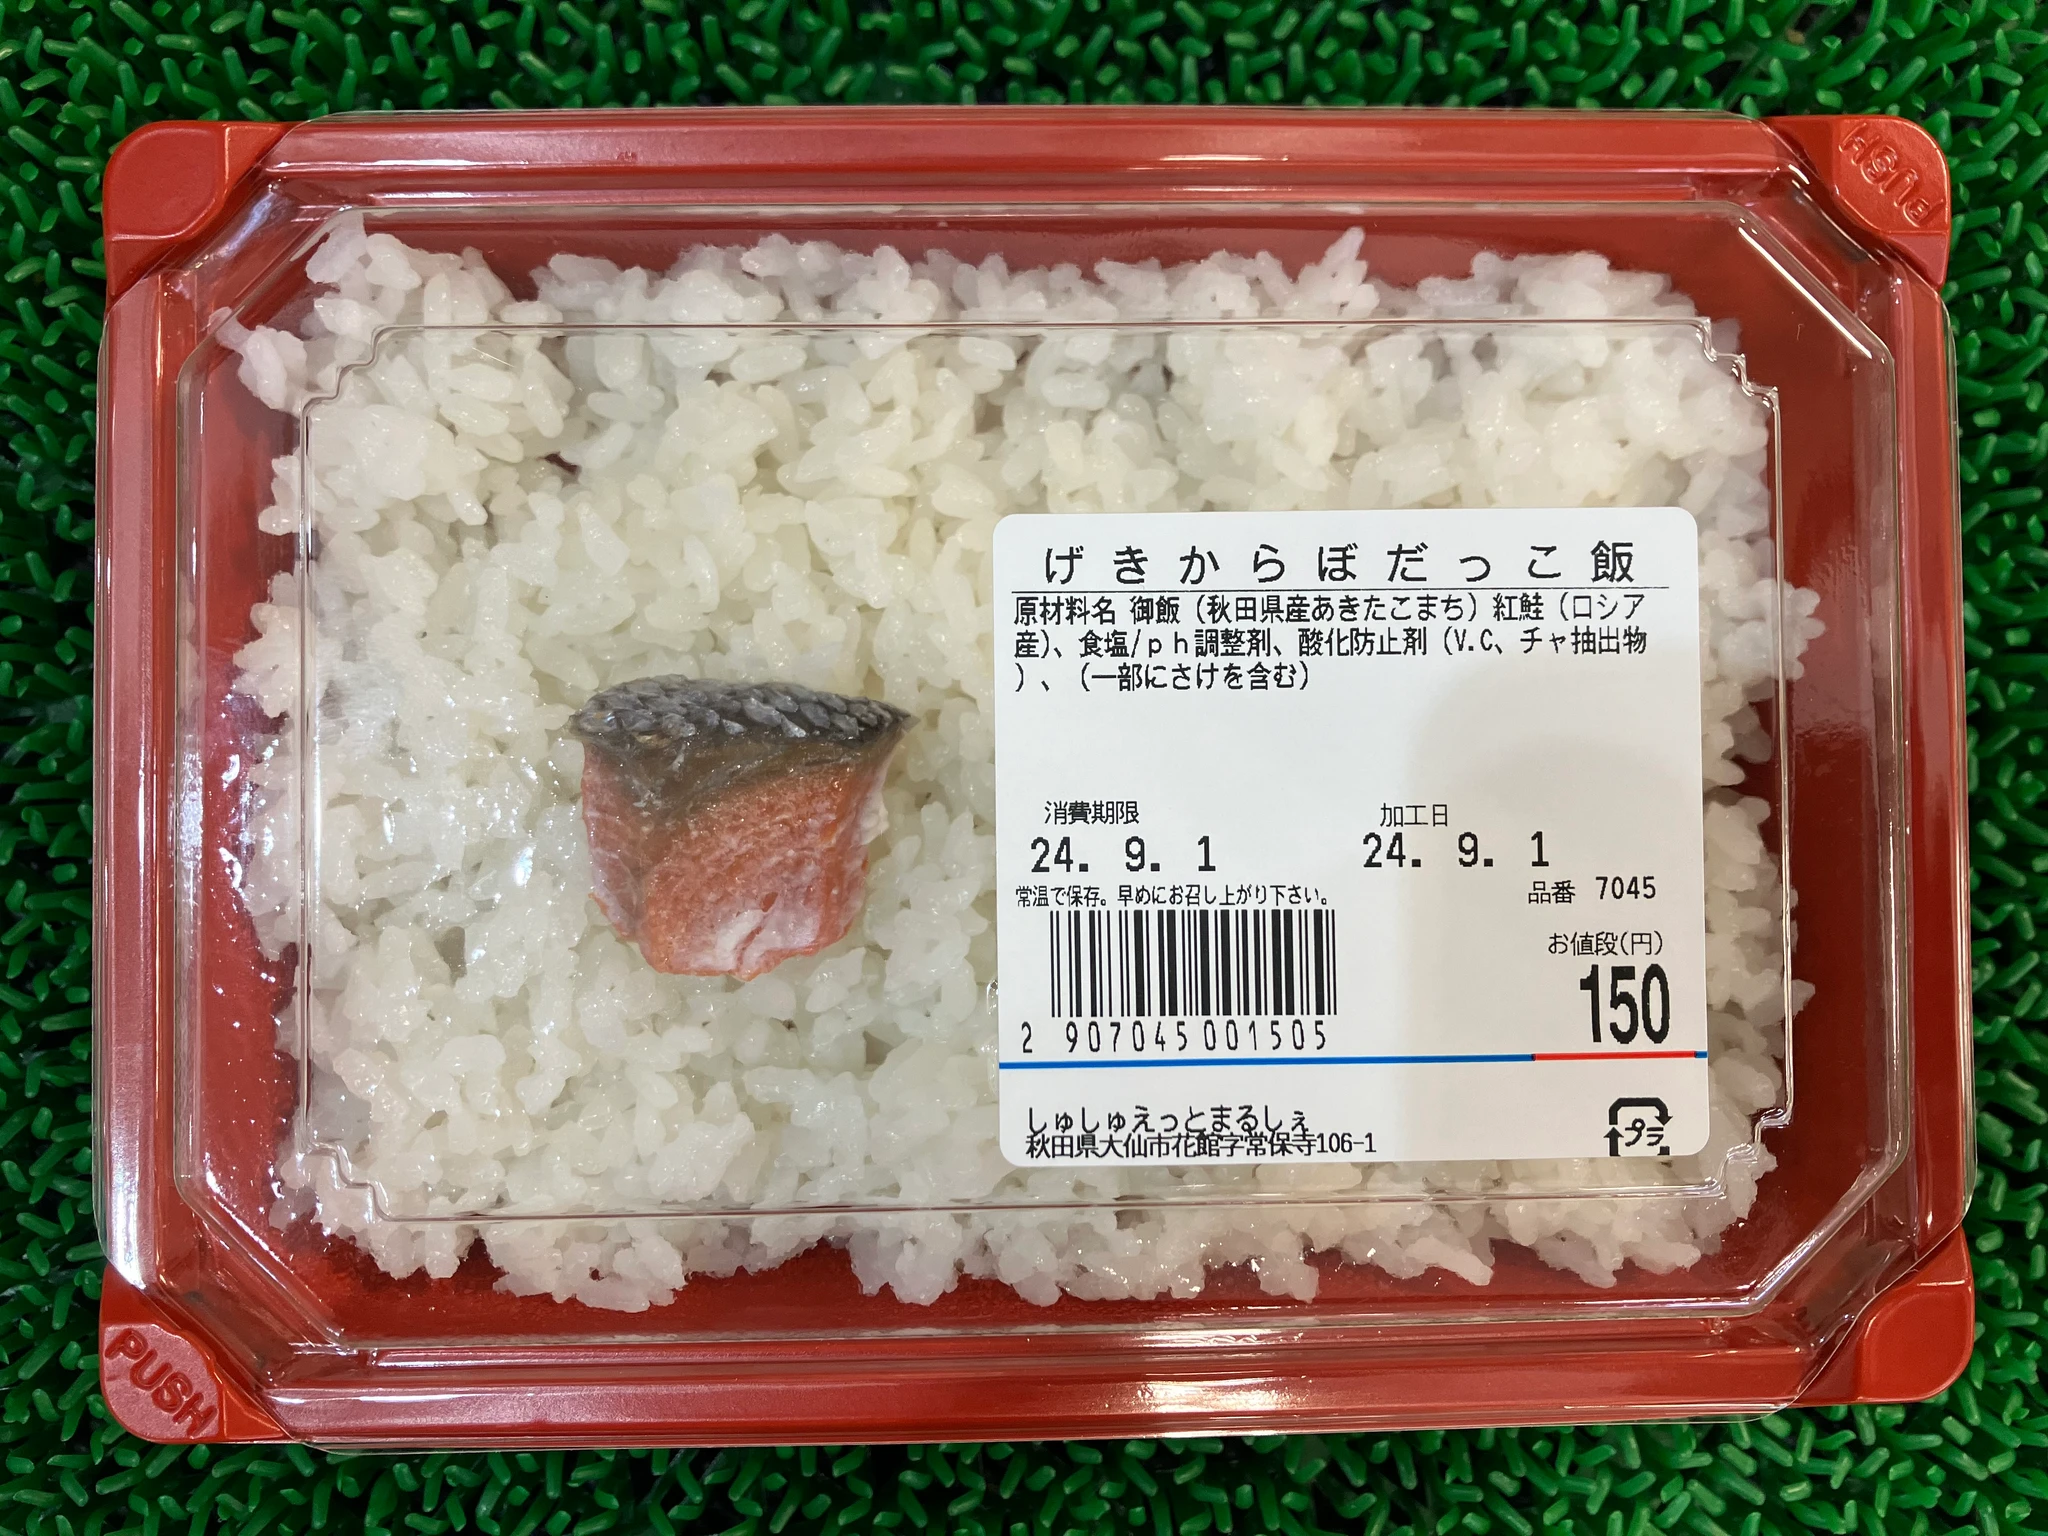 PUSH
げきからぼだっこ飯
原材料名 御飯（秋田県産あきたこまち）紅鮭（ロシア
産）、食塩/ｐｈ調整剤、酸化防止剤（V.C、チャ抽出物
）、（一部にさけを含む）
消費期限
24. 9. 1
加工日
24. 9. 1
常温で保存。早めにお召し上がり下さい。
品番 7045
お値段(円)
150
2 907045 001505
しゅしゅえっとまるしぇ
秋田県大仙市花館字常保寺106-1
プラ
PUSH